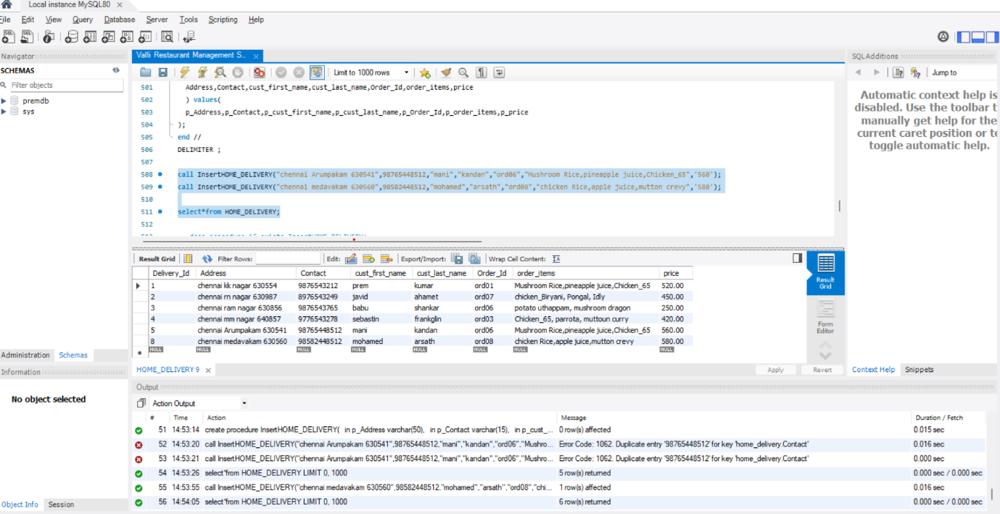 Local instance MySQL80 ×
File Edit View Query Database Server Tools Scripting Help
Navigator
SCHEMAS
Filter objects
premdb
sys
Administration Schemas
Information
No object selected
Object Info Session
Valli Restaurant Management S... ×
Limit to 1000 rows
501 Address,Contact,cust_first_name,cust_last_name,Order_Id,order_items,price
502 ) values(
503 p_Address,p_Contact,p_cust_first_name,p_cust_last_name,p_Order_Id,p_order_items,p_price
504 );
505 end //
506 DELIMITER ;
507
508 call InsertHOME_DELIVERY("chennai Arumpakam 630541",98765448512,"mani","kandan","ord06","Mushroom Rice,pineapple juice,Chicken_65",'560');
509 call InsertHOME_DELIVERY("chennai medavakam 630560",98582448512,"mohamed","arsath","ord08","chicken Rice,apple juice,mutton crevy",'580');
510
511 select*from HOME_DELIVERY;
512
Result Grid Filter Rows: Edit: Export/Import: Wrap Cell Content:
Delivery_Id Address Contact cust_first_name cust_last_name Order_Id order_items price
1 chennai kk nagar 630554 9876543212 prem kumar ord01 Mushroom Rice,pineapple juice,Chicken_65 520.00
2 chennai rn nagar 630987 8976543249 javid ahamet ord07 chicken_Biryani, Pongal, Idly 450.00
3 chennai ram nagar 630856 9876543765 babu shankar ord06 potato uthappam, mushroom dragon 250.00
4 chennai mm nagar 640857 9776543278 sebastin frankglin ord03 Chicken_65, parrota, muttoun curry 420.00
5 chennai Arumpakam 630541 98765448512 mani kandan ord06 Mushroom Rice,pineapple juice,Chicken_65 560.00
8 chennai medavakam 630560 98582448512 mohamed arsath ord08 chicken Rice,apple juice,mutton crevy 580.00
NULL NULL NULL NULL NULL NULL NULL NULL
Result Grid
Form Editor
HOME_DELIVERY 9 ×
Apply Revert
Output
Action Output
# Time Action Message Duration / Fetch
51 14:53:14 create procedure InsertHOME_DELIVERY( in p_Address varchar(50), in p_Contact varchar(15), in p_cust_... 0 row(s) affected 0.015 sec
52 14:53:20 call InsertHOME_DELIVERY("chennai Arumpakam 630541",98765448512,"mani","kandan","ord06","Mushro... Error Code: 1062. Duplicate entry '98765448512' for key 'home_delivery.Contact' 0.016 sec
53 14:53:21 call InsertHOME_DELIVERY("chennai Arumpakam 630541",98765448512,"mani","kandan","ord06","Mushro... Error Code: 1062. Duplicate entry '98765448512' for key 'home_delivery.Contact' 0.000 sec
54 14:53:26 select*from HOME_DELIVERY LIMIT 0, 1000 5 row(s) returned 0.000 sec / 0.000 sec
55 14:53:55 call InsertHOME_DELIVERY("chennai medavakam 630560",98582448512,"mohamed","arsath","ord08","chi... 1 row(s) affected 0.016 sec
56 14:54:05 select*from HOME_DELIVERY LIMIT 0, 1000 6 row(s) returned 0.000 sec / 0.000 sec
SQLAdditions
Jump to
Automatic context help is
disabled. Use the toolbar t
manually get help for the
current caret position or to
toggle automatic help.
Context Help Snippets